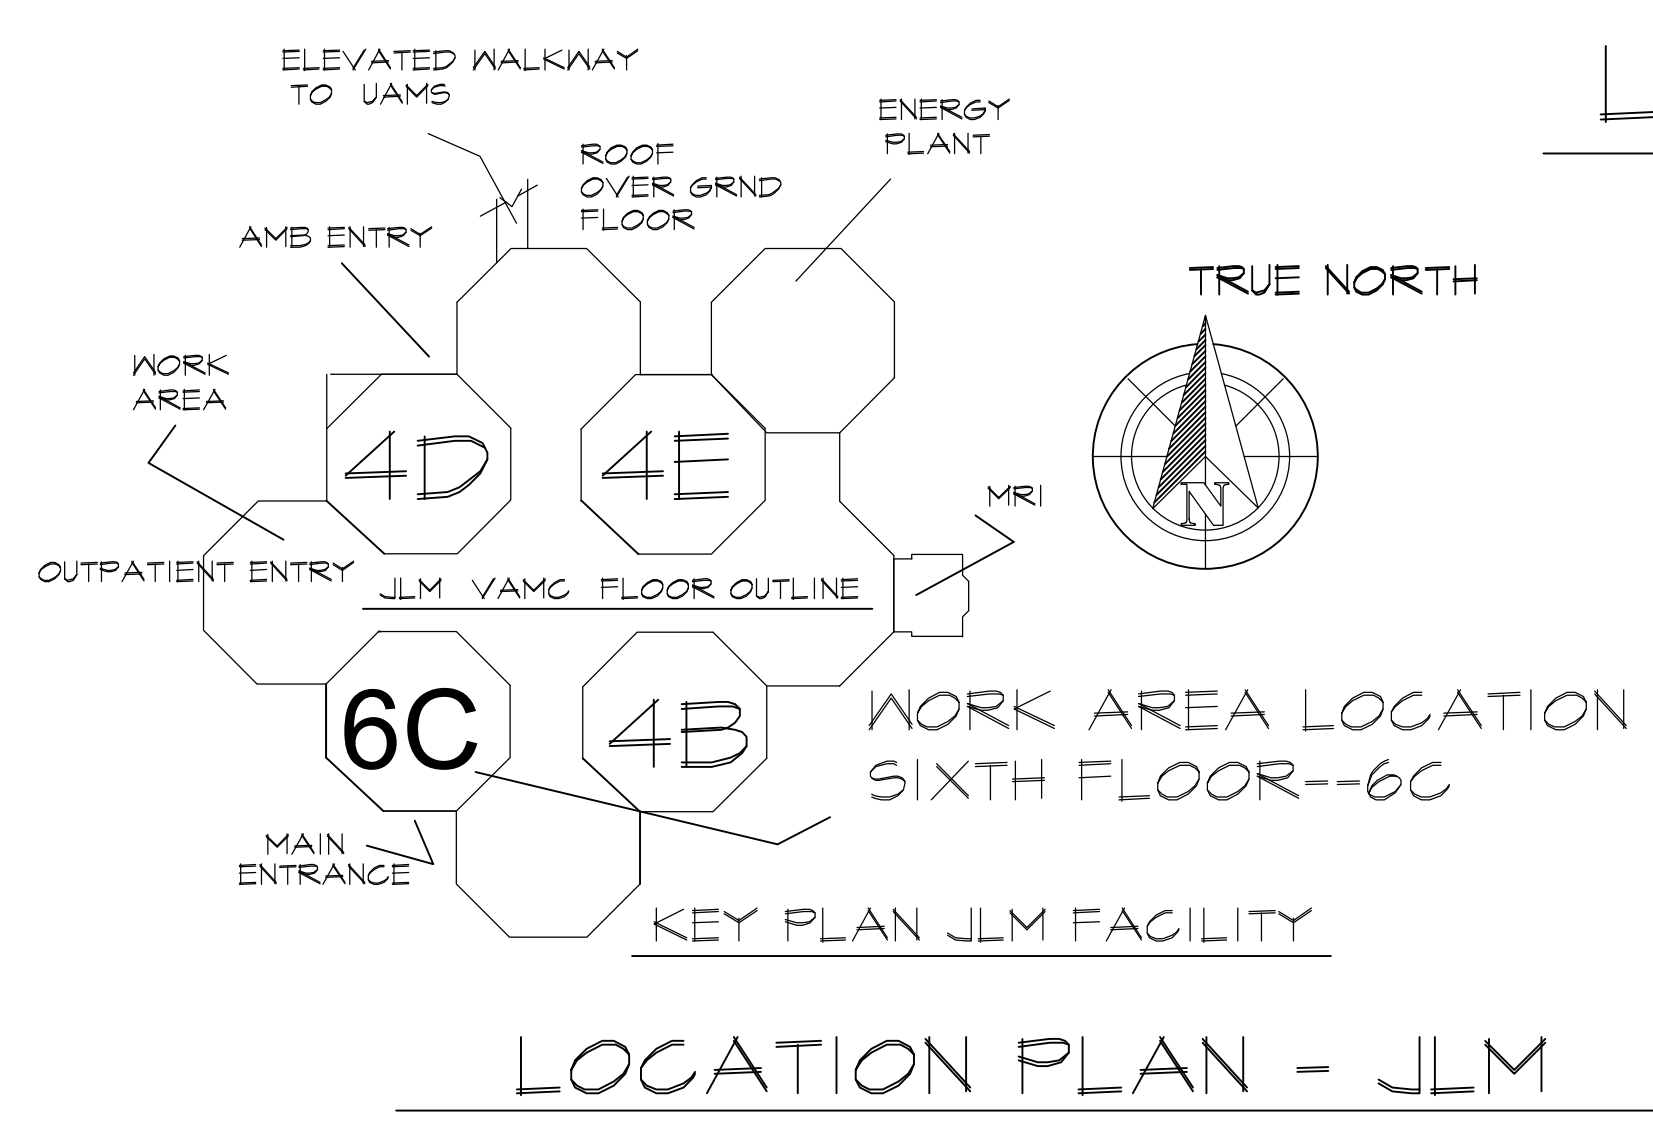 ELEVATED WALKWAY
TO UAMS
ENERGY
PLANT
ROOF
OVER GRND
FLOOR
AMB ENTRY
TRUE NORTH
WORK
AREA
4D
4E
MRI
N
OUTPATIENT ENTRY
JLM VAMC FLOOR OUTLINE
6C
4B
WORK AREA LOCATION
SIXTH FLOOR--6C
MAIN
ENTRANCE
KEY PLAN JLM FACILITY
LOCATION PLAN - JLM